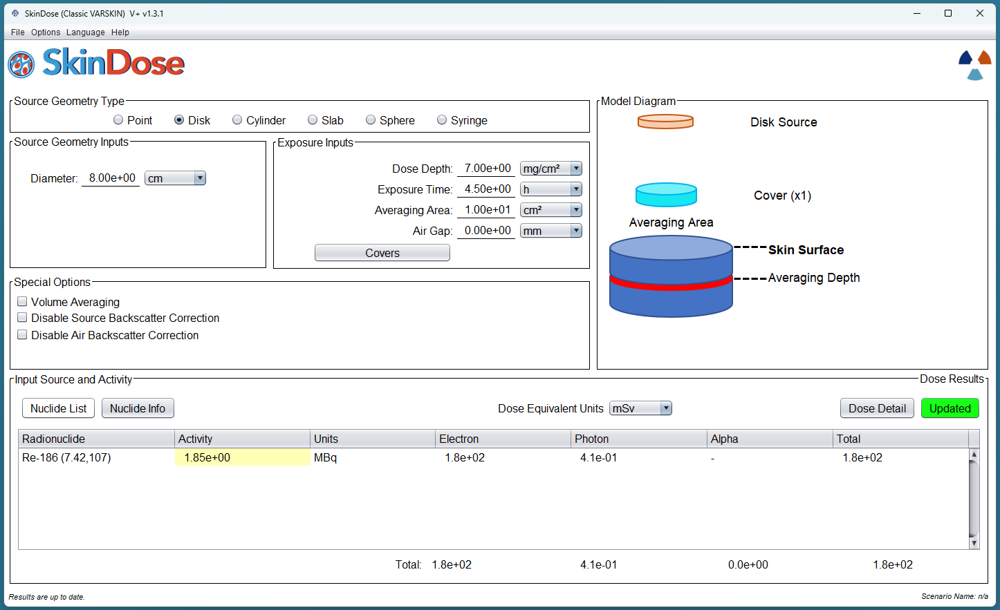 SkinDose (Classic VARSKIN) V+ v1.3.1
File Options Language Help
SkinDose
Source Geometry Type
Point Disk Cylinder Slab Sphere Syringe
Source Geometry Inputs
Diameter: 8.00e+00 cm
Exposure Inputs
Dose Depth: 7.00e+00 mg/cm²
Exposure Time: 4.50e+00 h
Averaging Area: 1.00e+01 cm²
Air Gap: 0.00e+00 mm
Covers
Special Options
Volume Averaging
Disable Source Backscatter Correction
Disable Air Backscatter Correction
Model Diagram
Disk Source
Cover (x1)
Averaging Area
Skin Surface
Averaging Depth
Input Source and Activity
Dose Results
Nuclide List Nuclide Info Dose Equivalent Units mSv Dose Detail Updated
Radionuclide Activity Units Electron Photon Alpha Total
Re-186 (7.42,107) 1.85e+00 MBq 1.8e+02 4.1e-01 - 1.8e+02
Total: 1.8e+02 4.1e-01 0.0e+00 1.8e+02
Results are up to date.
Scenario Name: n/a